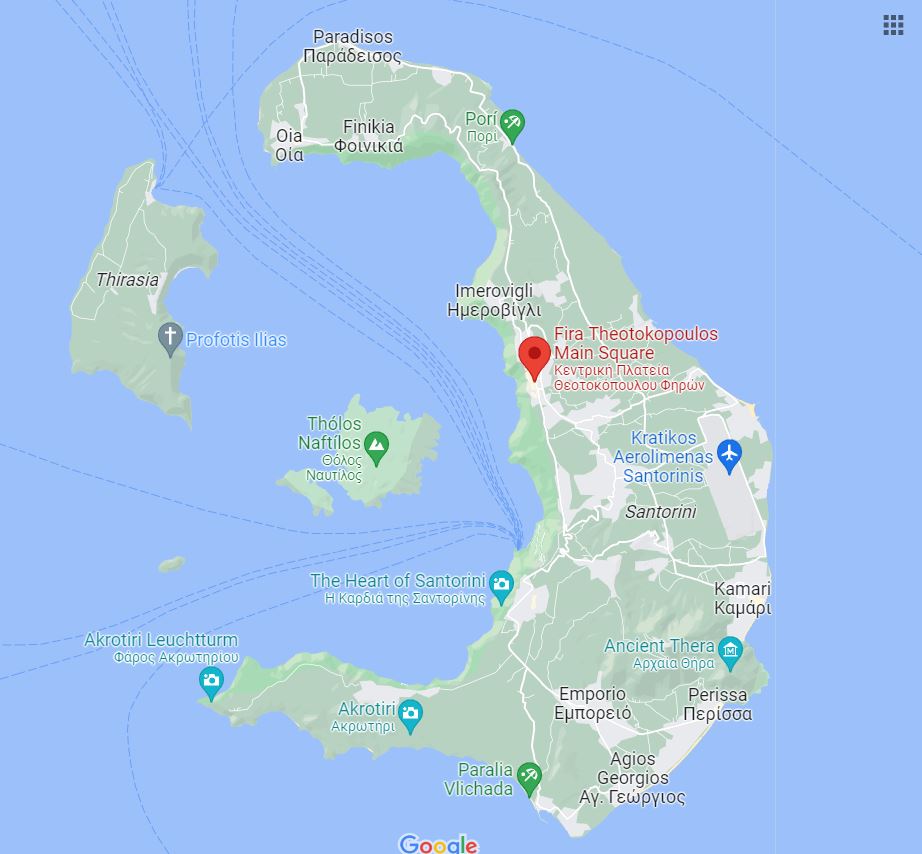 Paradisos
Παράδεισος
Porí
Πορί
Oia
Οία
Finikia
Φοινικιά
Thirasia
Imerovigli
Ημεροβίγλι
Profotis Ilias
Fira Theotokopoulos
Main Square
Κεντρική Πλατεία
Θεοτοκοπούλου Φηρών
Thólos
Naftílos
Θόλος
Ναυτίλος
Kratikos
Aerolimenas
Santorinis
Santorini
The Heart of Santorini
Η Καρδιά της Σαντορίνης
Kamari
Καμάρι
Akrotiri Leuchtturm
Φάρος Ακρωτηρίου
Ancient Thera
Αρχαία Θήρα
Akrotiri
Ακρωτήρι
Emporio
Εμπορειό
Perissa
Περίσσα
Paralia
Vlichada
Agios
Georgios
Αγ. Γεώργιος
Google